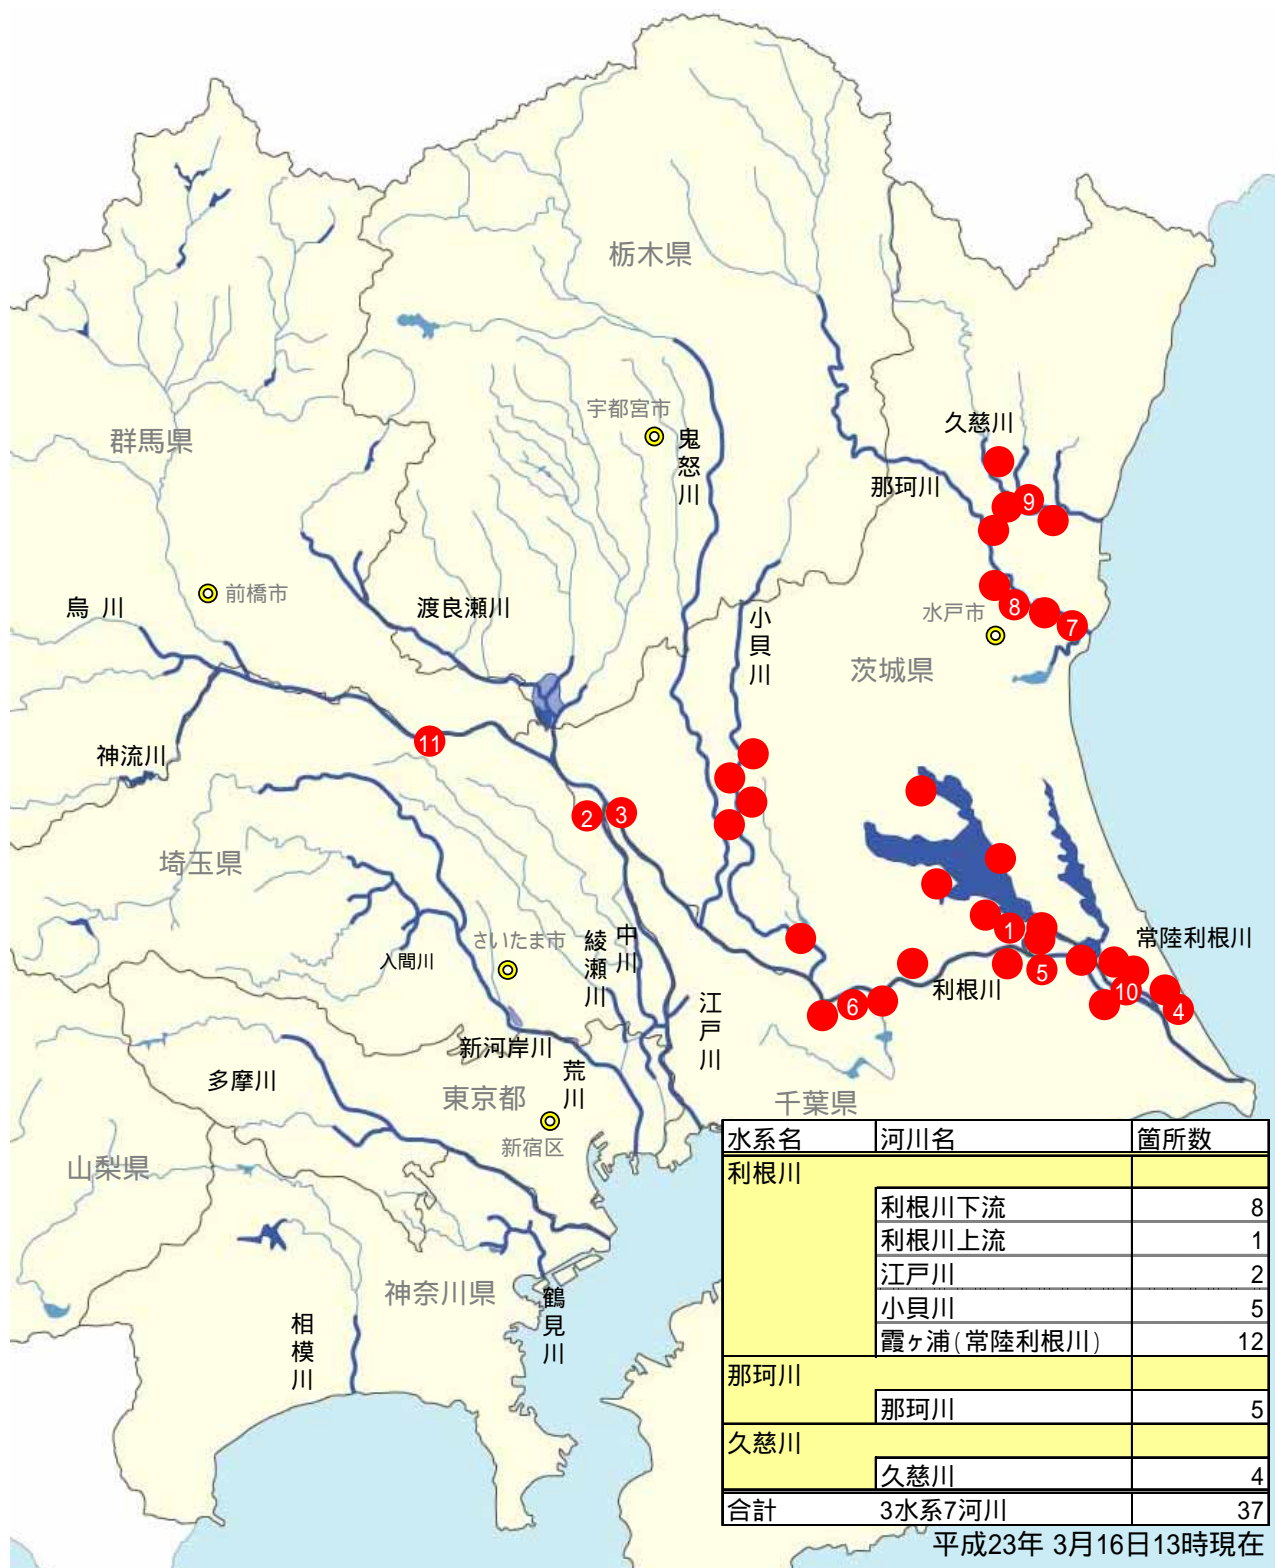 栃木県
宇都宮市
鬼怒川
久慈川
群馬県
那珂川
9
前橋市
烏 川
渡良瀬川
小貝川
8
水戸市
7
茨城県
神流川
11
2
3
埼玉県
さいたま市
入間川
綾瀬川
中川
1
常陸利根川
5
利根川
10
6
4
江戸川
新河岸川
荒川
多摩川
東京都
新宿区
千葉県
山梨県
神奈川県
鶴見川
相模川
水系名 河川名 箇所数
利根川
利根川下流 8
利根川上流 1
江戸川 2
小貝川 5
霞ヶ浦(常陸利根川) 12
那珂川
那珂川 5
久慈川
久慈川 4
合計 3水系7河川 37
平成23年 3月16日13時現在